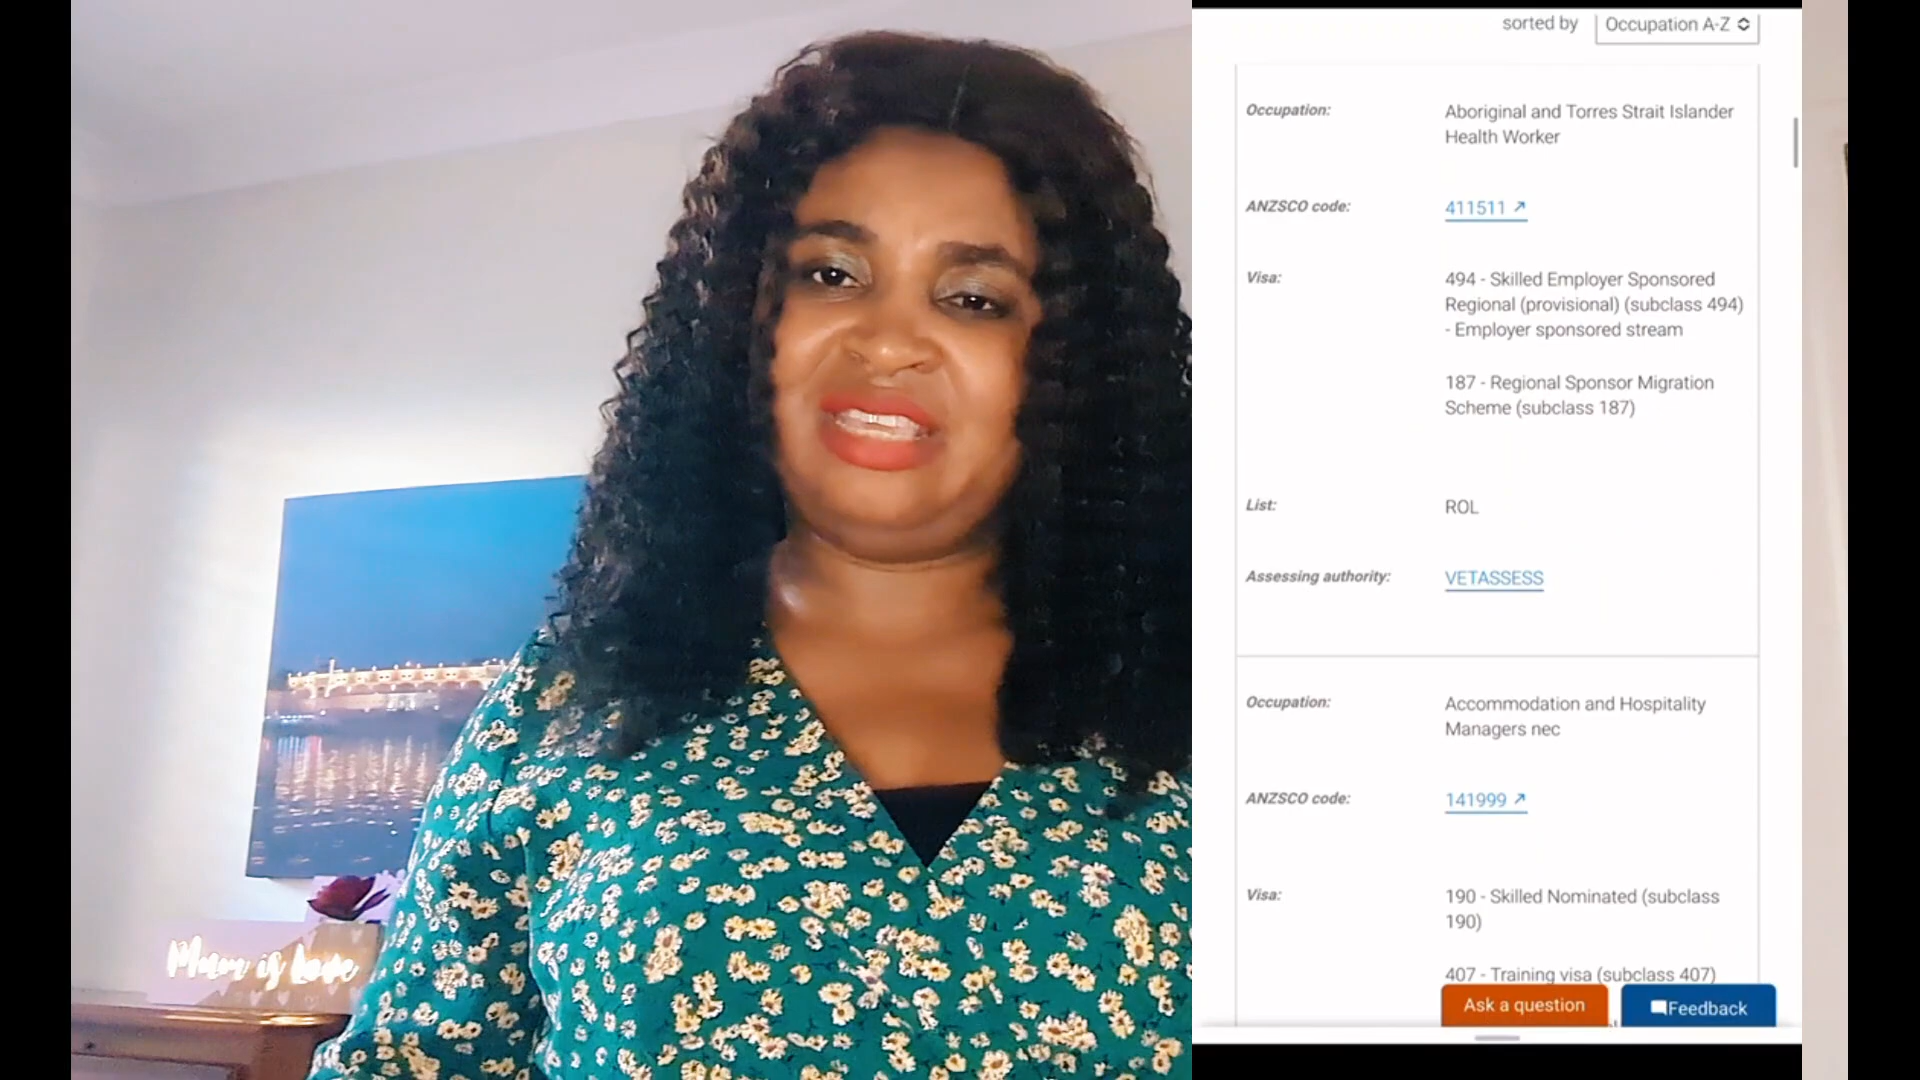 Mum is love
sorted by
Occupation A-Z
Occupation:
Aboriginal and Torres Strait Islander
Health Worker
ANZSCO code:
411511
Visa:
494 - Skilled Employer Sponsored
Regional (provisional) (subclass 494)
- Employer sponsored stream
187 - Regional Sponsor Migration
Scheme (subclass 187)
List:
ROL
Assessing authority:
VETASSESS
Occupation:
Accommodation and Hospitality
Managers nec
ANZSCO code:
141999
Visa:
190 - Skilled Nominated (subclass
190)
407 - Training visa (subclass 407)
Ask a question
Feedback